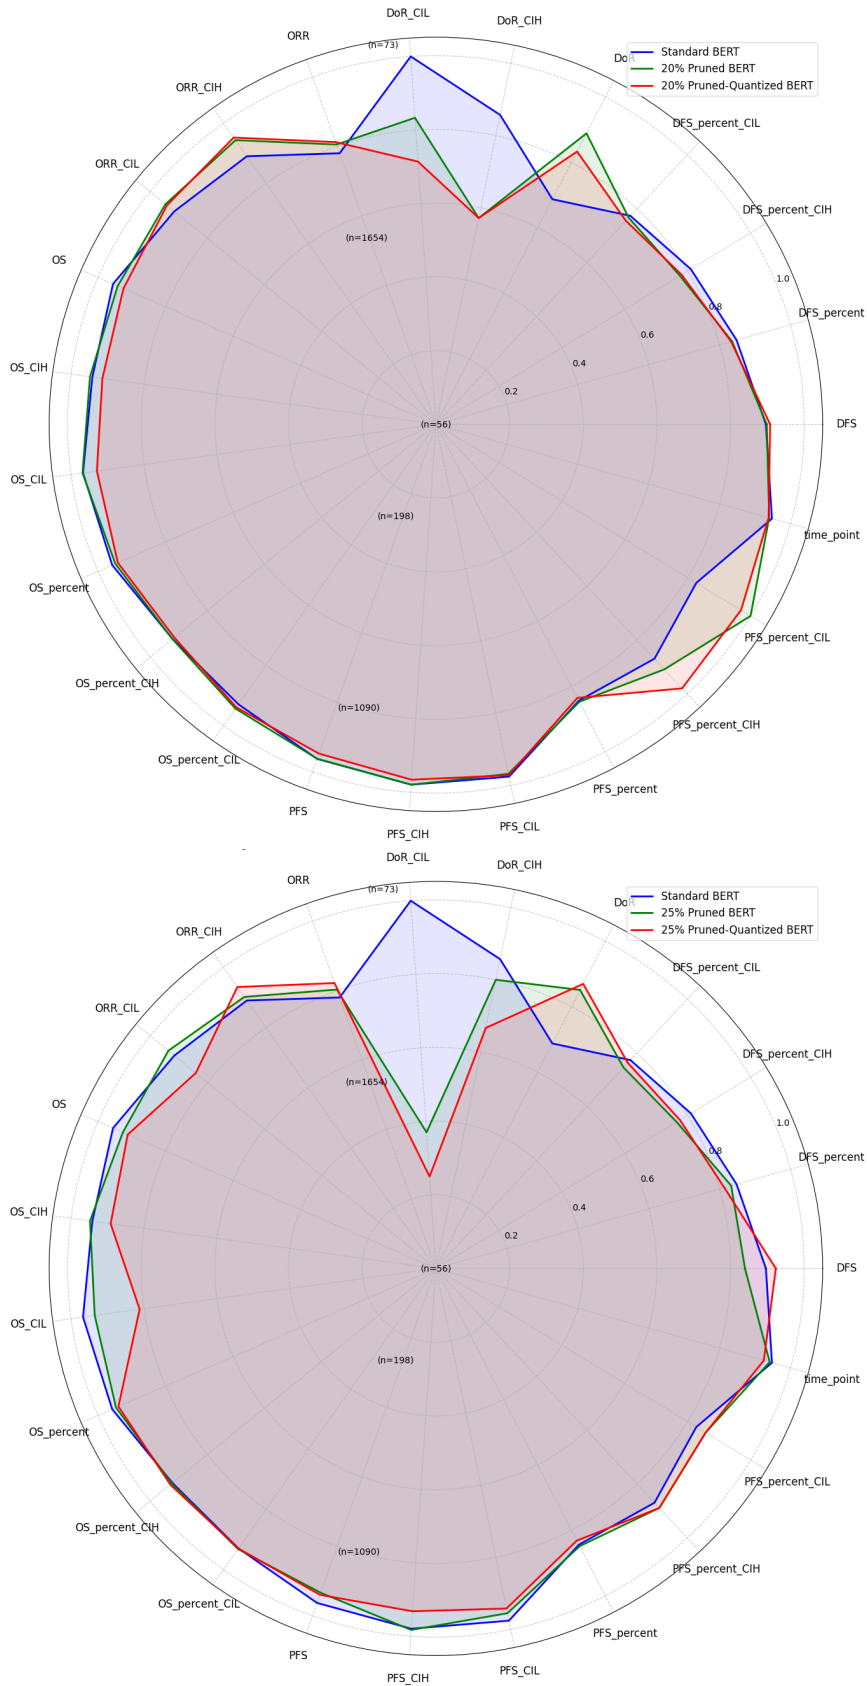 DoR_CIL
DoR_CIH
(n=73)
ORR
Standard BERT
20% Pruned BERT
20% Pruned-Quantized BERT
DoR
ORR_CIH
DFS_percent_CIL
ORR_CIL
DFS_percent_CIH
(n=1654)
OS
1.0
0.8
DFS_percent
0.6
OS_CIH
0.4
0.2
(n=56)
DFS
OS_CIL
(n=198)
time_point
OS_percent
PFS_percent_CIL
OS_percent_CIH
(n=1090)
PFS_percent_CIH
OS_percent_CIL
PFS_percent
PFS
PFS_CIL
PFS_CIH
DoR_CIL
DoR_CIH
(n=73)
ORR
Standard BERT
25% Pruned BERT
25% Pruned-Quantized BERT
DoR
ORR_CIH
DFS_percent_CIL
ORR_CIL
DFS_percent_CIH
(n=1654)
OS
1.0
0.8
DFS_percent
0.6
OS_CIH
0.4
0.2
(n=56)
DFS
OS_CIL
(n=198)
time_point
OS_percent
PFS_percent_CIL
OS_percent_CIH
(n=1090)
PFS_percent_CIH
OS_percent_CIL
PFS_percent
PFS
PFS_CIL
PFS_CIH